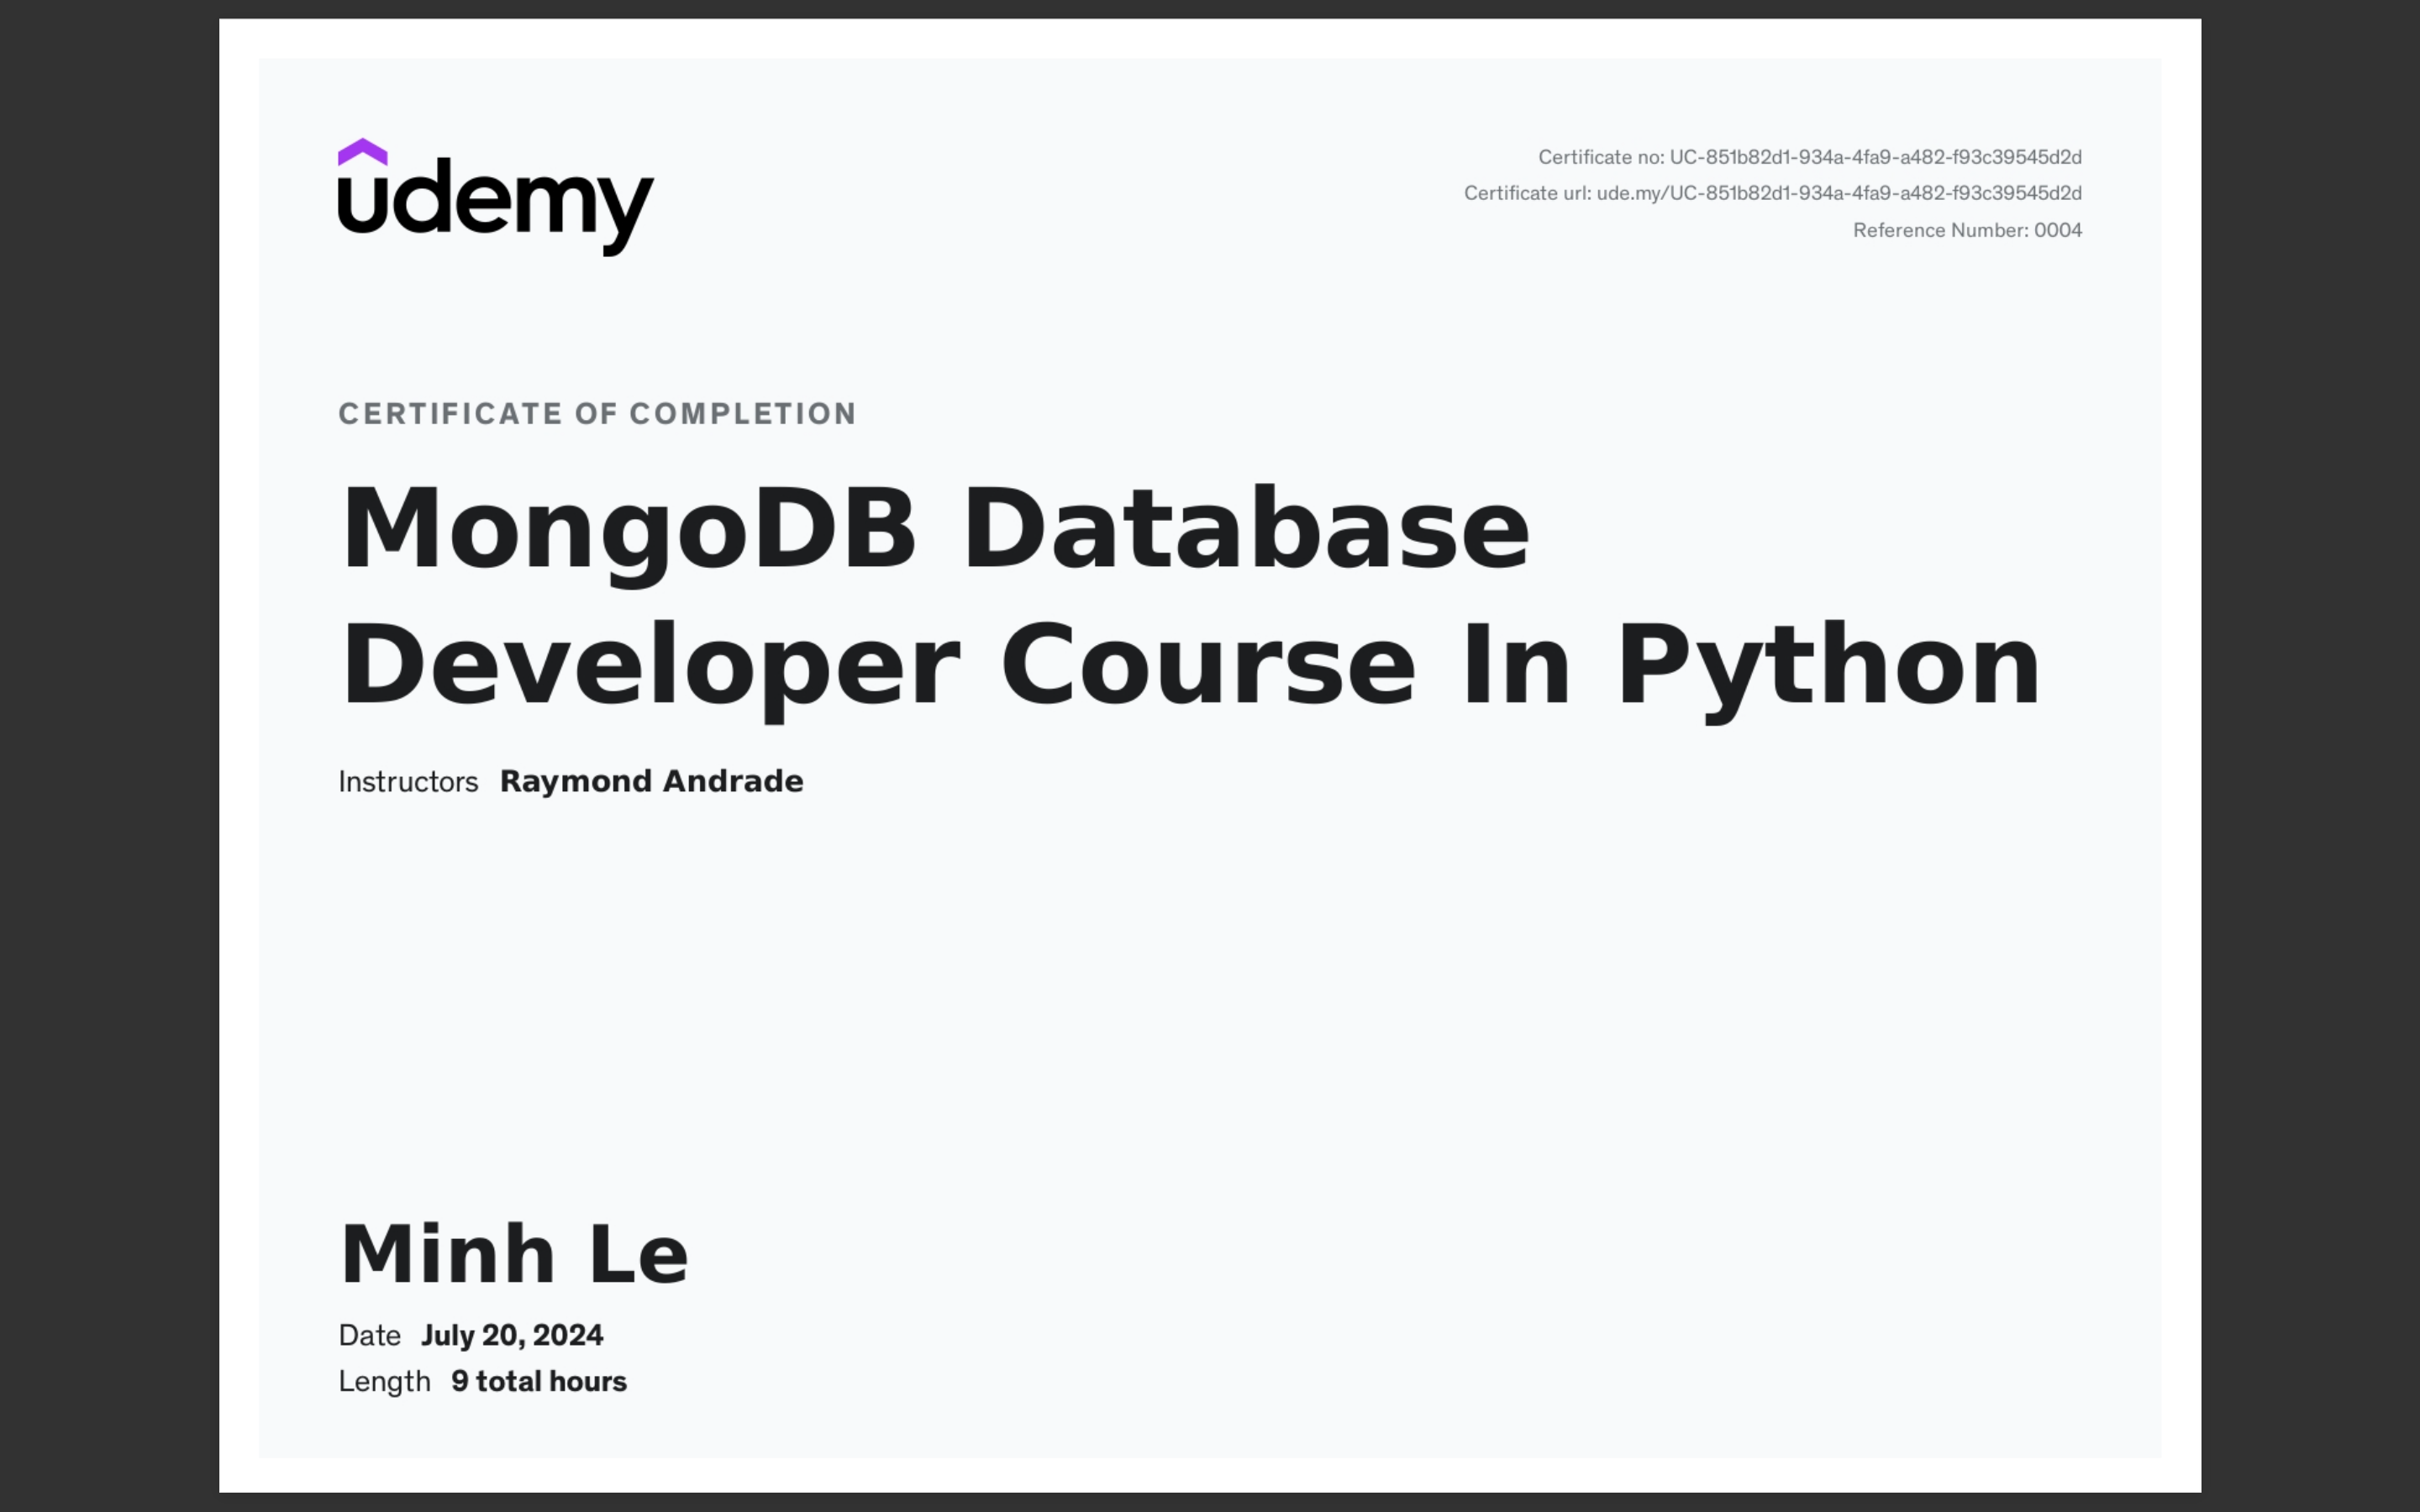 udemy
Certificate no: UC-851b82d1-934a-4fa9-a482-f93c39545d2d
Certificate url: ude.my/UC-851b82d1-934a-4fa9-a482-f93c39545d2d
Reference Number: 0004
CERTIFICATE OF COMPLETION
MongoDB Database
Developer Course In Python
Instructors Raymond Andrade
Minh Le
Date July 20, 2024
Length 9 total hours